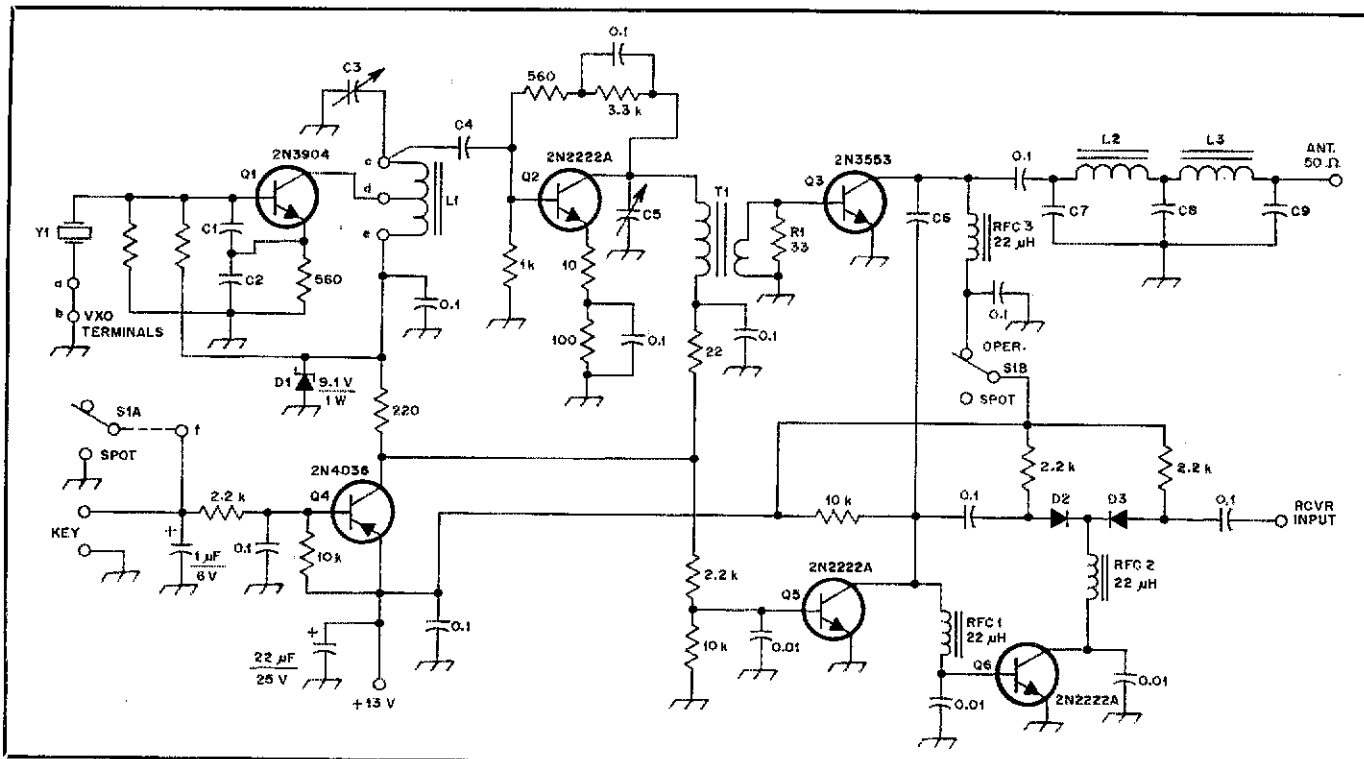 C3
0.1
560
3.3 k
C4
2N3904
Q1
c
d
L1
e
Y1
C1
C2
560
a
b
VXO
TERMINALS
0.1
1k
2N2222A
Q2
C5
10
100
0.1
T1
0.1
22
2N3553
Q3
R1
33
C6
0.1
RFC 3
22 µH
0.1
C7
L2
C8
L3
C9
ANT.
50 Ω
OPER.
S1B
SPOT
D1
9.1 V
1 W
220
S1A
f
SPOT
KEY
1 µF
6 V
2.2 k
0.1
2N4036
Q4
10k
22 µF
25 V
+13 V
0.1
10 k
0.1
2.2 k
2.2 k
D2
D3
0.1
RCVR
INPUT
2.2 k
10k
0.01
2N2222A
Q5
RFC 1
22 µH
0.01
RFC 2
22 µH
Q6
2N2222A
0.01